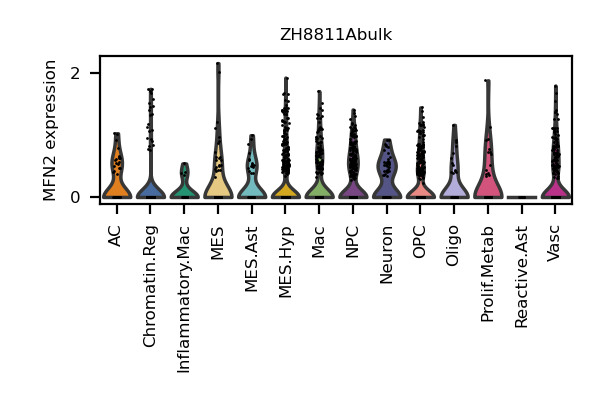 ZH8811Abulk
MFN2 expression
2
0
AC
Chromatin.Reg
Inflammatory.Mac
MES
MES.Ast
MES.Hyp
Mac
NPC
Neuron
OPC
Oligo
Prolif.Metab
Reactive.Ast
Vasc